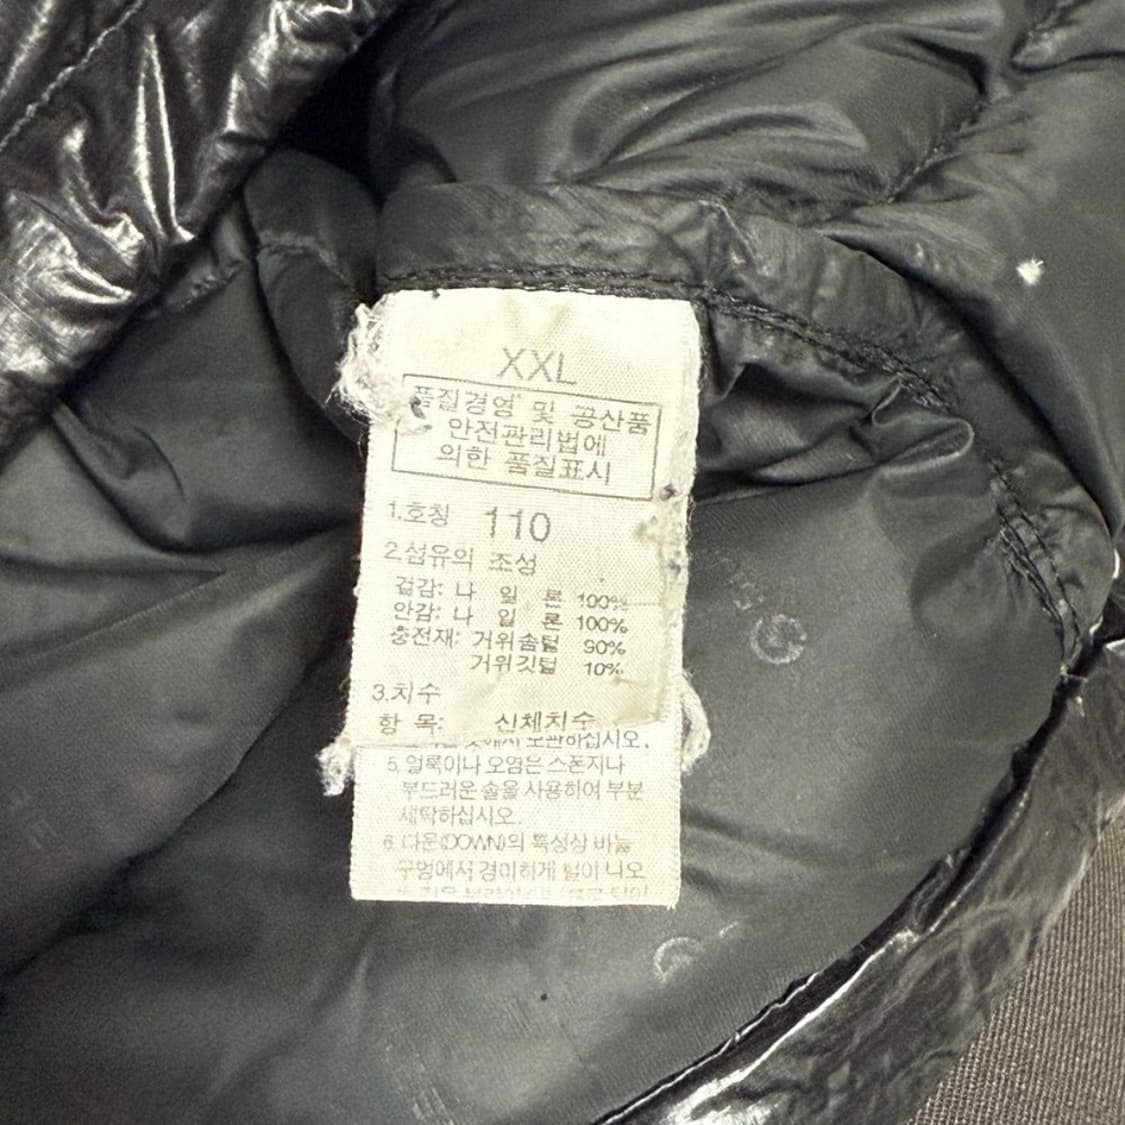 XXL
품질경영 및 공산품
안전관리법에
의한 품질표시
1.호칭 110
2.섬유의 조성
겉감: 나 일 론 100%
안감: 나 일 론 100%
충전재: 거위솜털 90%
거위깃털 10%
3.치수
항 목: 신체치수
보관하십시오.
5. 얼룩이나 오염은 스폰지나
부드러운 솔을 사용하여 부분
세탁하십시오.
6. 다운(DOWN)의 특성상 바늘
구멍에서 경미하게 털이 나오